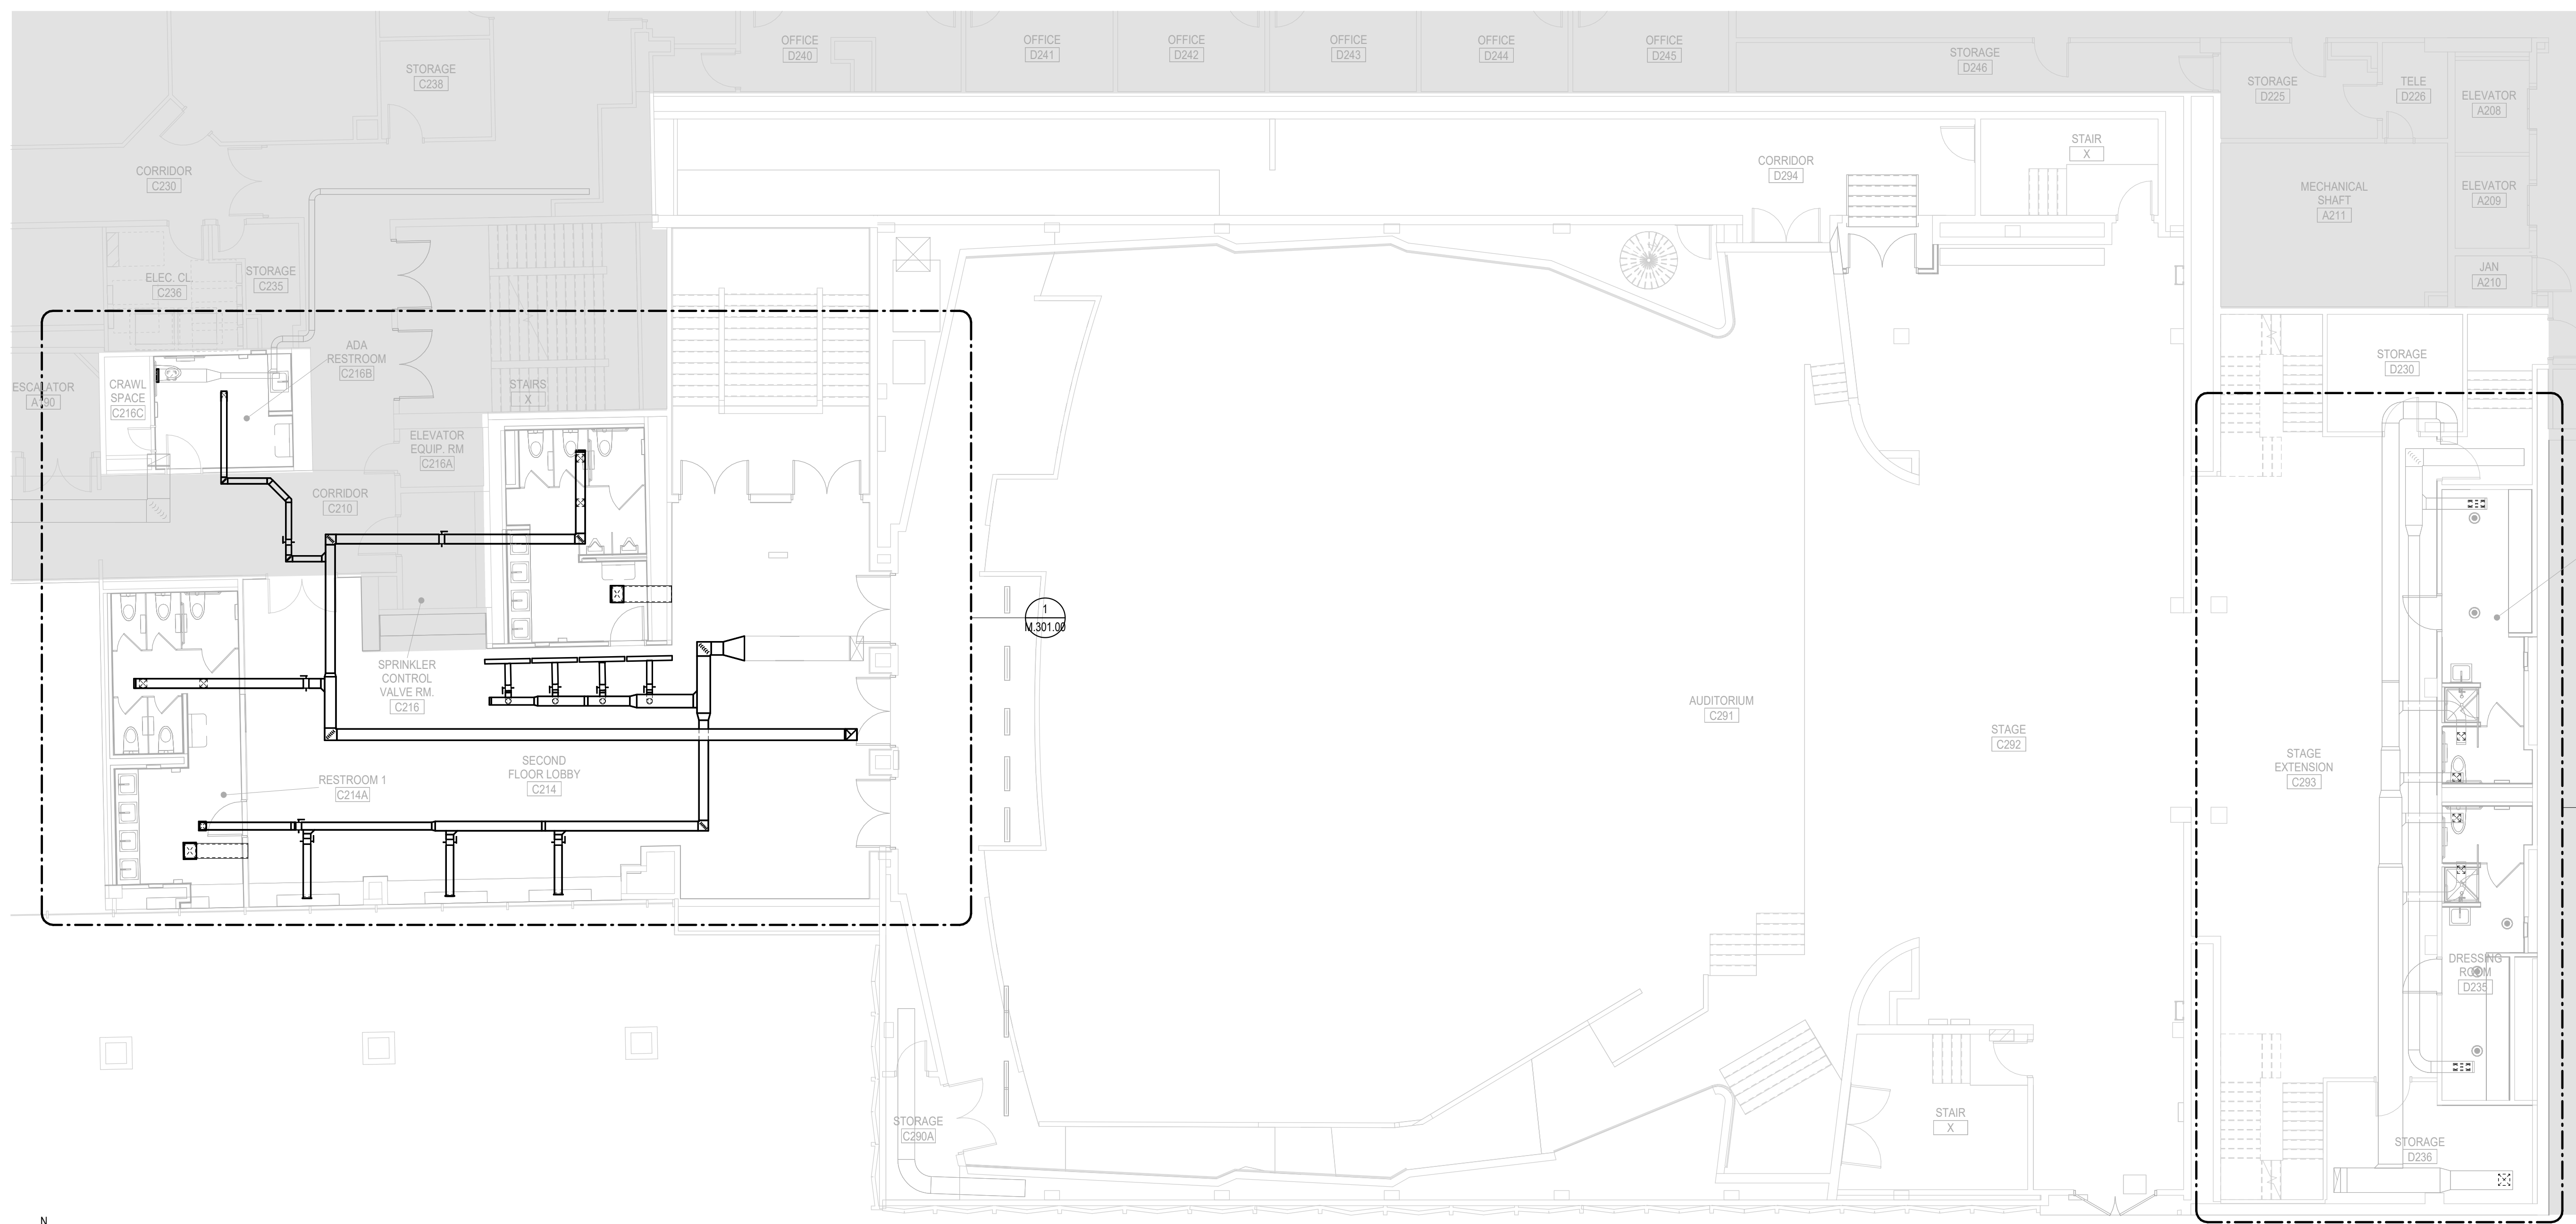 OFFICE
D240
OFFICE
D241
OFFICE
D242
OFFICE
D243
OFFICE
D244
OFFICE
D245
STORAGE
D246
STORAGE
C238
STORAGE
D225
TELE
D226
ELEVATOR
A208
STAIR
X
CORRIDOR
D294
CORRIDOR
C230
MECHANICAL
SHAFT
A211
ELEVATOR
A209
ELEC. CL.
C236
STORAGE
C235
JAN
A210
ADA
RESTROOM
C216B
STORAGE
D230
ESCALATOR
A290
CRAWL
SPACE
C216C
STAIRS
X
ELEVATOR
EQUIP. RM
C216A
CORRIDOR
C210
1
M.301.00
SPRINKLER
CONTROL
VALVE RM.
C216
AUDITORIUM
C291
STAGE
C292
STAGE
EXTENSION
C293
SECOND
FLOOR LOBBY
C214
RESTROOM 1
C214A
DRESSING
ROOM
D235
STORAGE
C290A
STAIR
X
STORAGE
D236
N